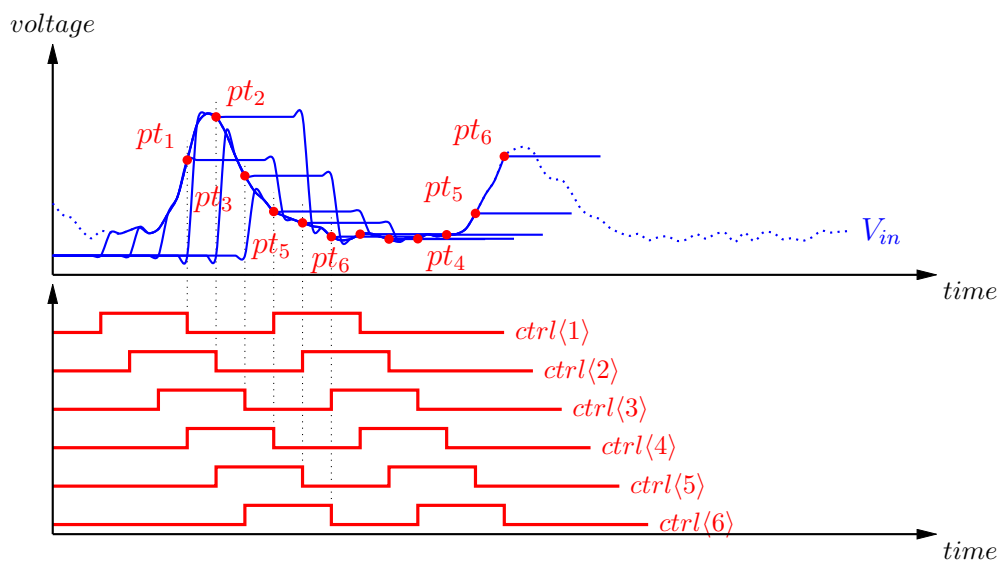 voltage
pt₂
pt₁
pt₆
pt₅
pt₃
V_in
pt₅
pt₆
pt₄
time
ctrl⟨1⟩
ctrl⟨2⟩
ctrl⟨3⟩
ctrl⟨4⟩
ctrl⟨5⟩
ctrl⟨6⟩
time